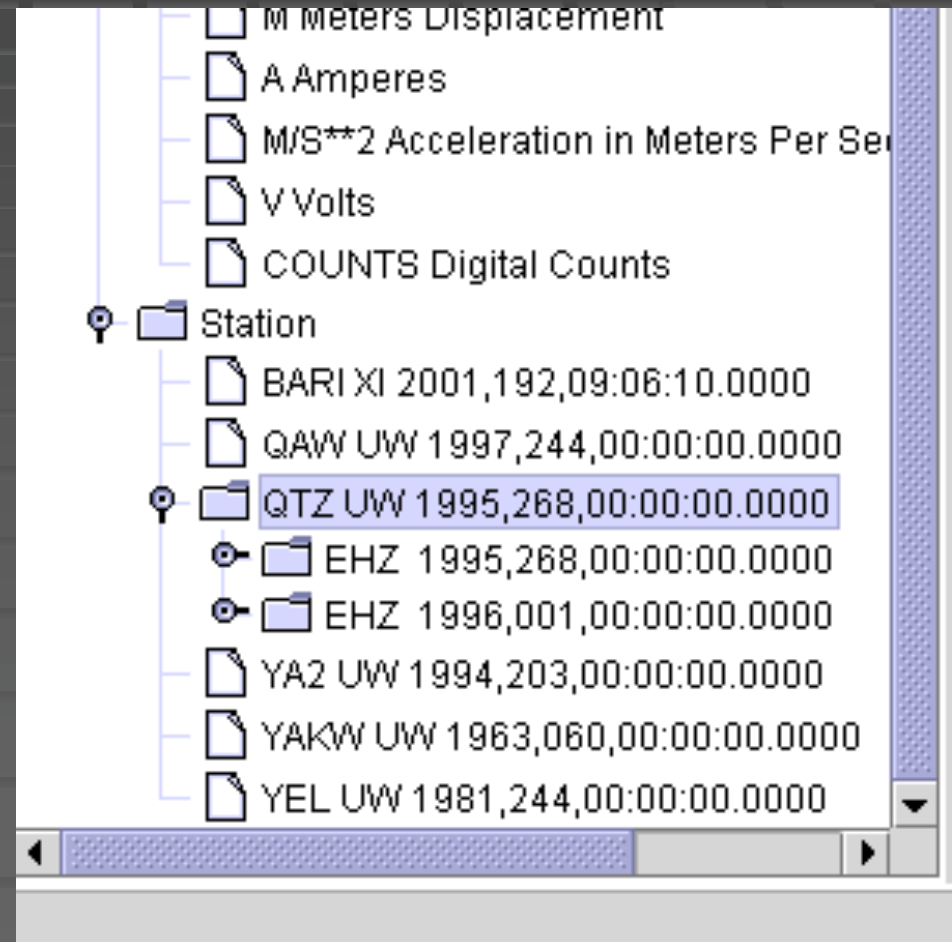 M Meters Displacement
A Amperes
M/S**2 Acceleration in Meters Per
V Volts
COUNTS Digital Counts
Station
BARI XI 2001,192,09:06:10.0000
QAW UW 1997,244,00:00:00.0000
QTZ UW 1995,268,00:00:00.0000
EHZ 1995,268,00:00:00.0000
EHZ 1996,001,00:00:00.0000
YA2 UW 1994,203,00:00:00.0000
YAKW UW 1963,060,00:00:00.0000
YEL UW 1981,244,00:00:00.0000